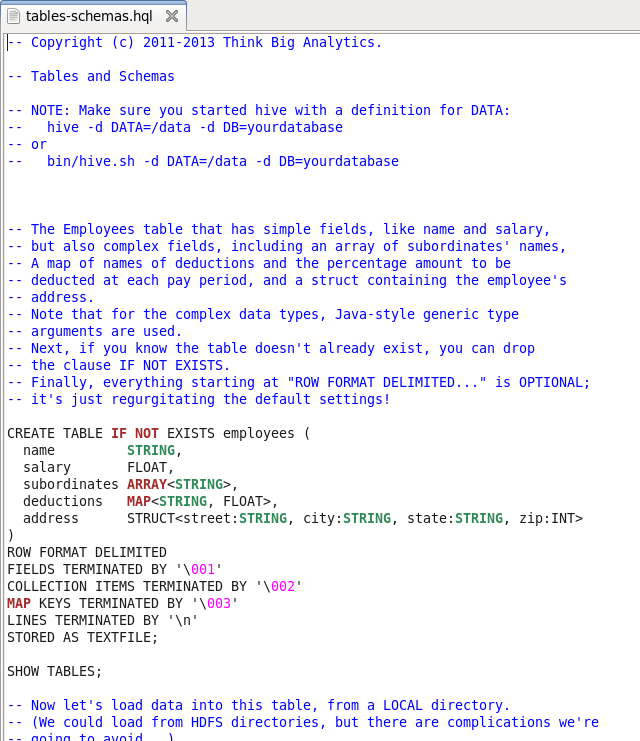 tables-schemas.hql
-- Copyright (c) 2011-2013 Think Big Analytics.
-- Tables and Schemas
-- NOTE: Make sure you started hive with a definition for DATA:
--   hive -d DATA=/data -d DB=yourdatabase
-- or
--   bin/hive.sh -d DATA=/data -d DB=yourdatabase
-- The Employees table that has simple fields, like name and salary,
-- but also complex fields, including an array of subordinates' names,
-- A map of names of deductions and the percentage amount to be
-- deducted at each pay period, and a struct containing the employee's
-- address.
-- Note that for the complex data types, Java-style generic type
-- arguments are used.
-- Next, if you know the table doesn't already exist, you can drop
-- the clause IF NOT EXISTS.
-- Finally, everything starting at "ROW FORMAT DELIMITED..." is OPTIONAL;
-- it's just regurgitating the default settings!
CREATE TABLE IF NOT EXISTS employees (
  name         STRING,
  salary       FLOAT,
  subordinates ARRAY<STRING>,
  deductions   MAP<STRING, FLOAT>,
  address      STRUCT<street:STRING, city:STRING, state:STRING, zip:INT>
)
ROW FORMAT DELIMITED
FIELDS TERMINATED BY '\001'
COLLECTION ITEMS TERMINATED BY '\002'
MAP KEYS TERMINATED BY '\003'
LINES TERMINATED BY '\n'
STORED AS TEXTFILE;
SHOW TABLES;
-- Now let's load data into this table, from a LOCAL directory.
-- (We could load from HDFS directories, but there are complications we're
-- going to avoid...)